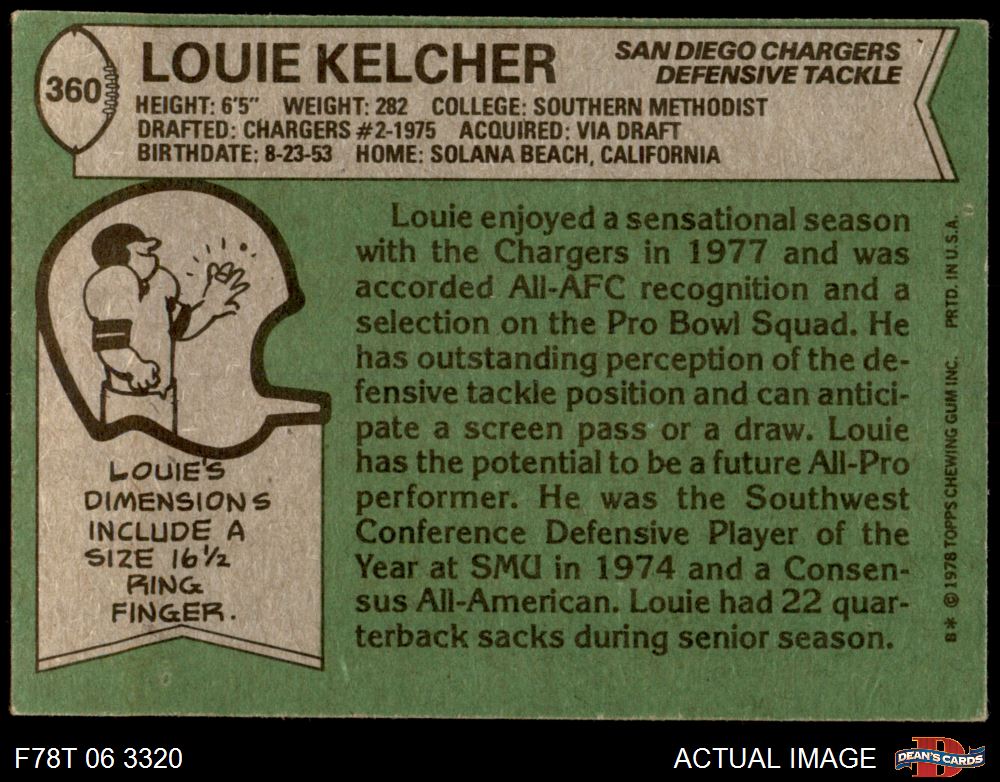 360
LOUIE KELCHER
SAN DIEGO CHARGERS
DEFENSIVE TACKLE
HEIGHT: 6'5" WEIGHT: 282 COLLEGE: SOUTHERN METHODIST
DRAFTED: CHARGERS #2-1975 ACQUIRED: VIA DRAFT
BIRTHDATE: 8-23-53 HOME: SOLANA BEACH, CALIFORNIA
LOUIE'S
DIMENSIONS
INCLUDE A
SIZE 16 1/2
RING
FINGER.
Louie enjoyed a sensational season
with the Chargers in 1977 and was
accorded All-AFC recognition and a
selection on the Pro Bowl Squad. He
has outstanding perception of the de-
fensive tackle position and can antici-
pate a screen pass or a draw. Louie
has the potential to be a future All-Pro
performer. He was the Southwest
Conference Defensive Player of the
Year at SMU in 1974 and a Consen-
sus All-American. Louie had 22 quar-
terback sacks during senior season.
B* © 1978 TOPPS CHEWING GUM INC. PRTD. IN U.S.A.
F78T 06 3320
ACTUAL IMAGE
D
DEAN'S CARDS